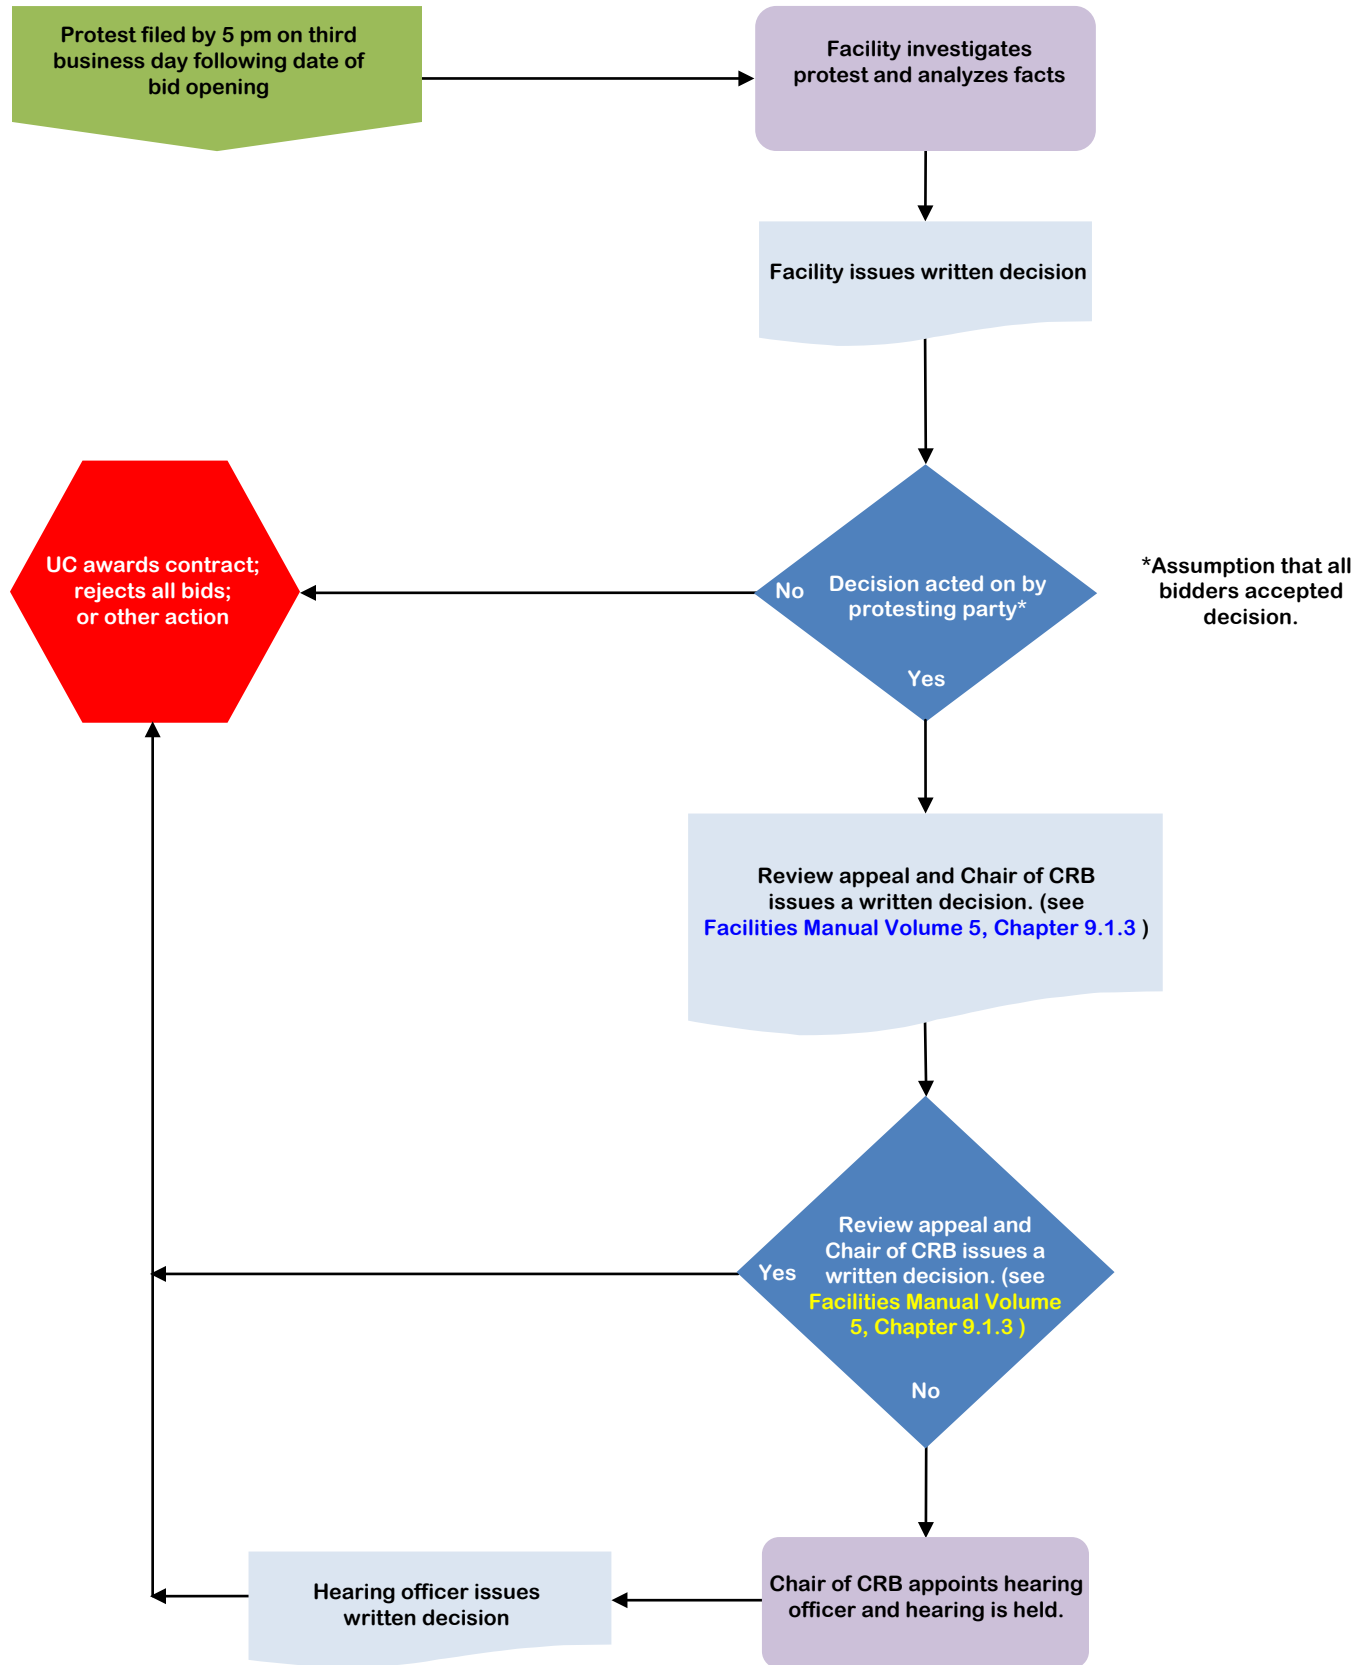 Protest filed by 5 pm on third
business day following date of
bid opening
Facility investigates
protest and analyzes facts
Facility issues written decision
UC awards contract;
rejects all bids;
or other action
No
Decision acted on by
protesting party*
Yes
*Assumption that all
bidders accepted
decision.
Review appeal and Chair of CRB
issues a written decision. (see
Facilities Manual Volume 5, Chapter 9.1.3 )
Yes
Review appeal and
Chair of CRB issues a
written decision. (see
Facilities Manual Volume
5, Chapter 9.1.3 )
No
Hearing officer issues
written decision
Chair of CRB appoints hearing
officer and hearing is held.